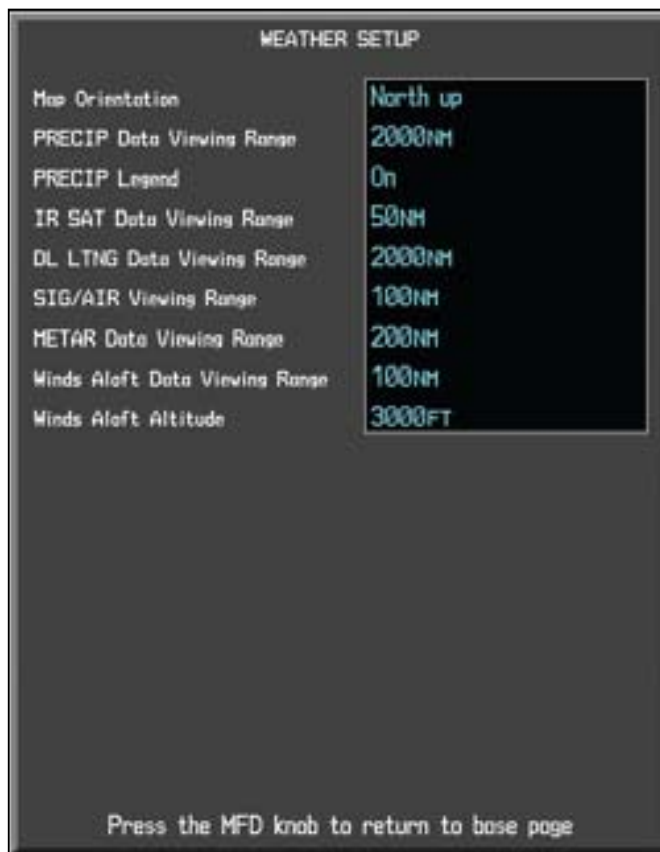 WEATHER SETUP
Map Orientation North up
PRECIP Data Viewing Range 2000NM
PRECIP Legend On
IR SAT Data Viewing Range 50NM
DL LTNG Data Viewing Range 2000NM
SIG/AIR Viewing Range 100NM
METAR Data Viewing Range 200NM
Winds Aloft Data Viewing Range 100NM
Winds Aloft Altitude 3000FT
Press the MFD knob to return to base page